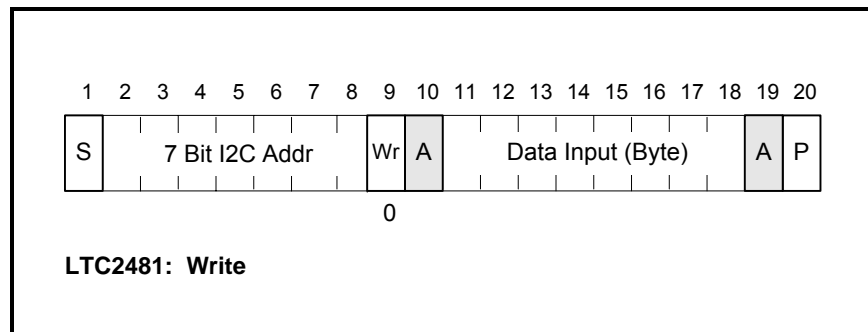 1 2 3 4 5 6 7 8 9 10 11 12 13 14 15 16 17 18 19 20
S 7 Bit I2C Addr Wr A Data Input (Byte) A P
0
LTC2481: Write